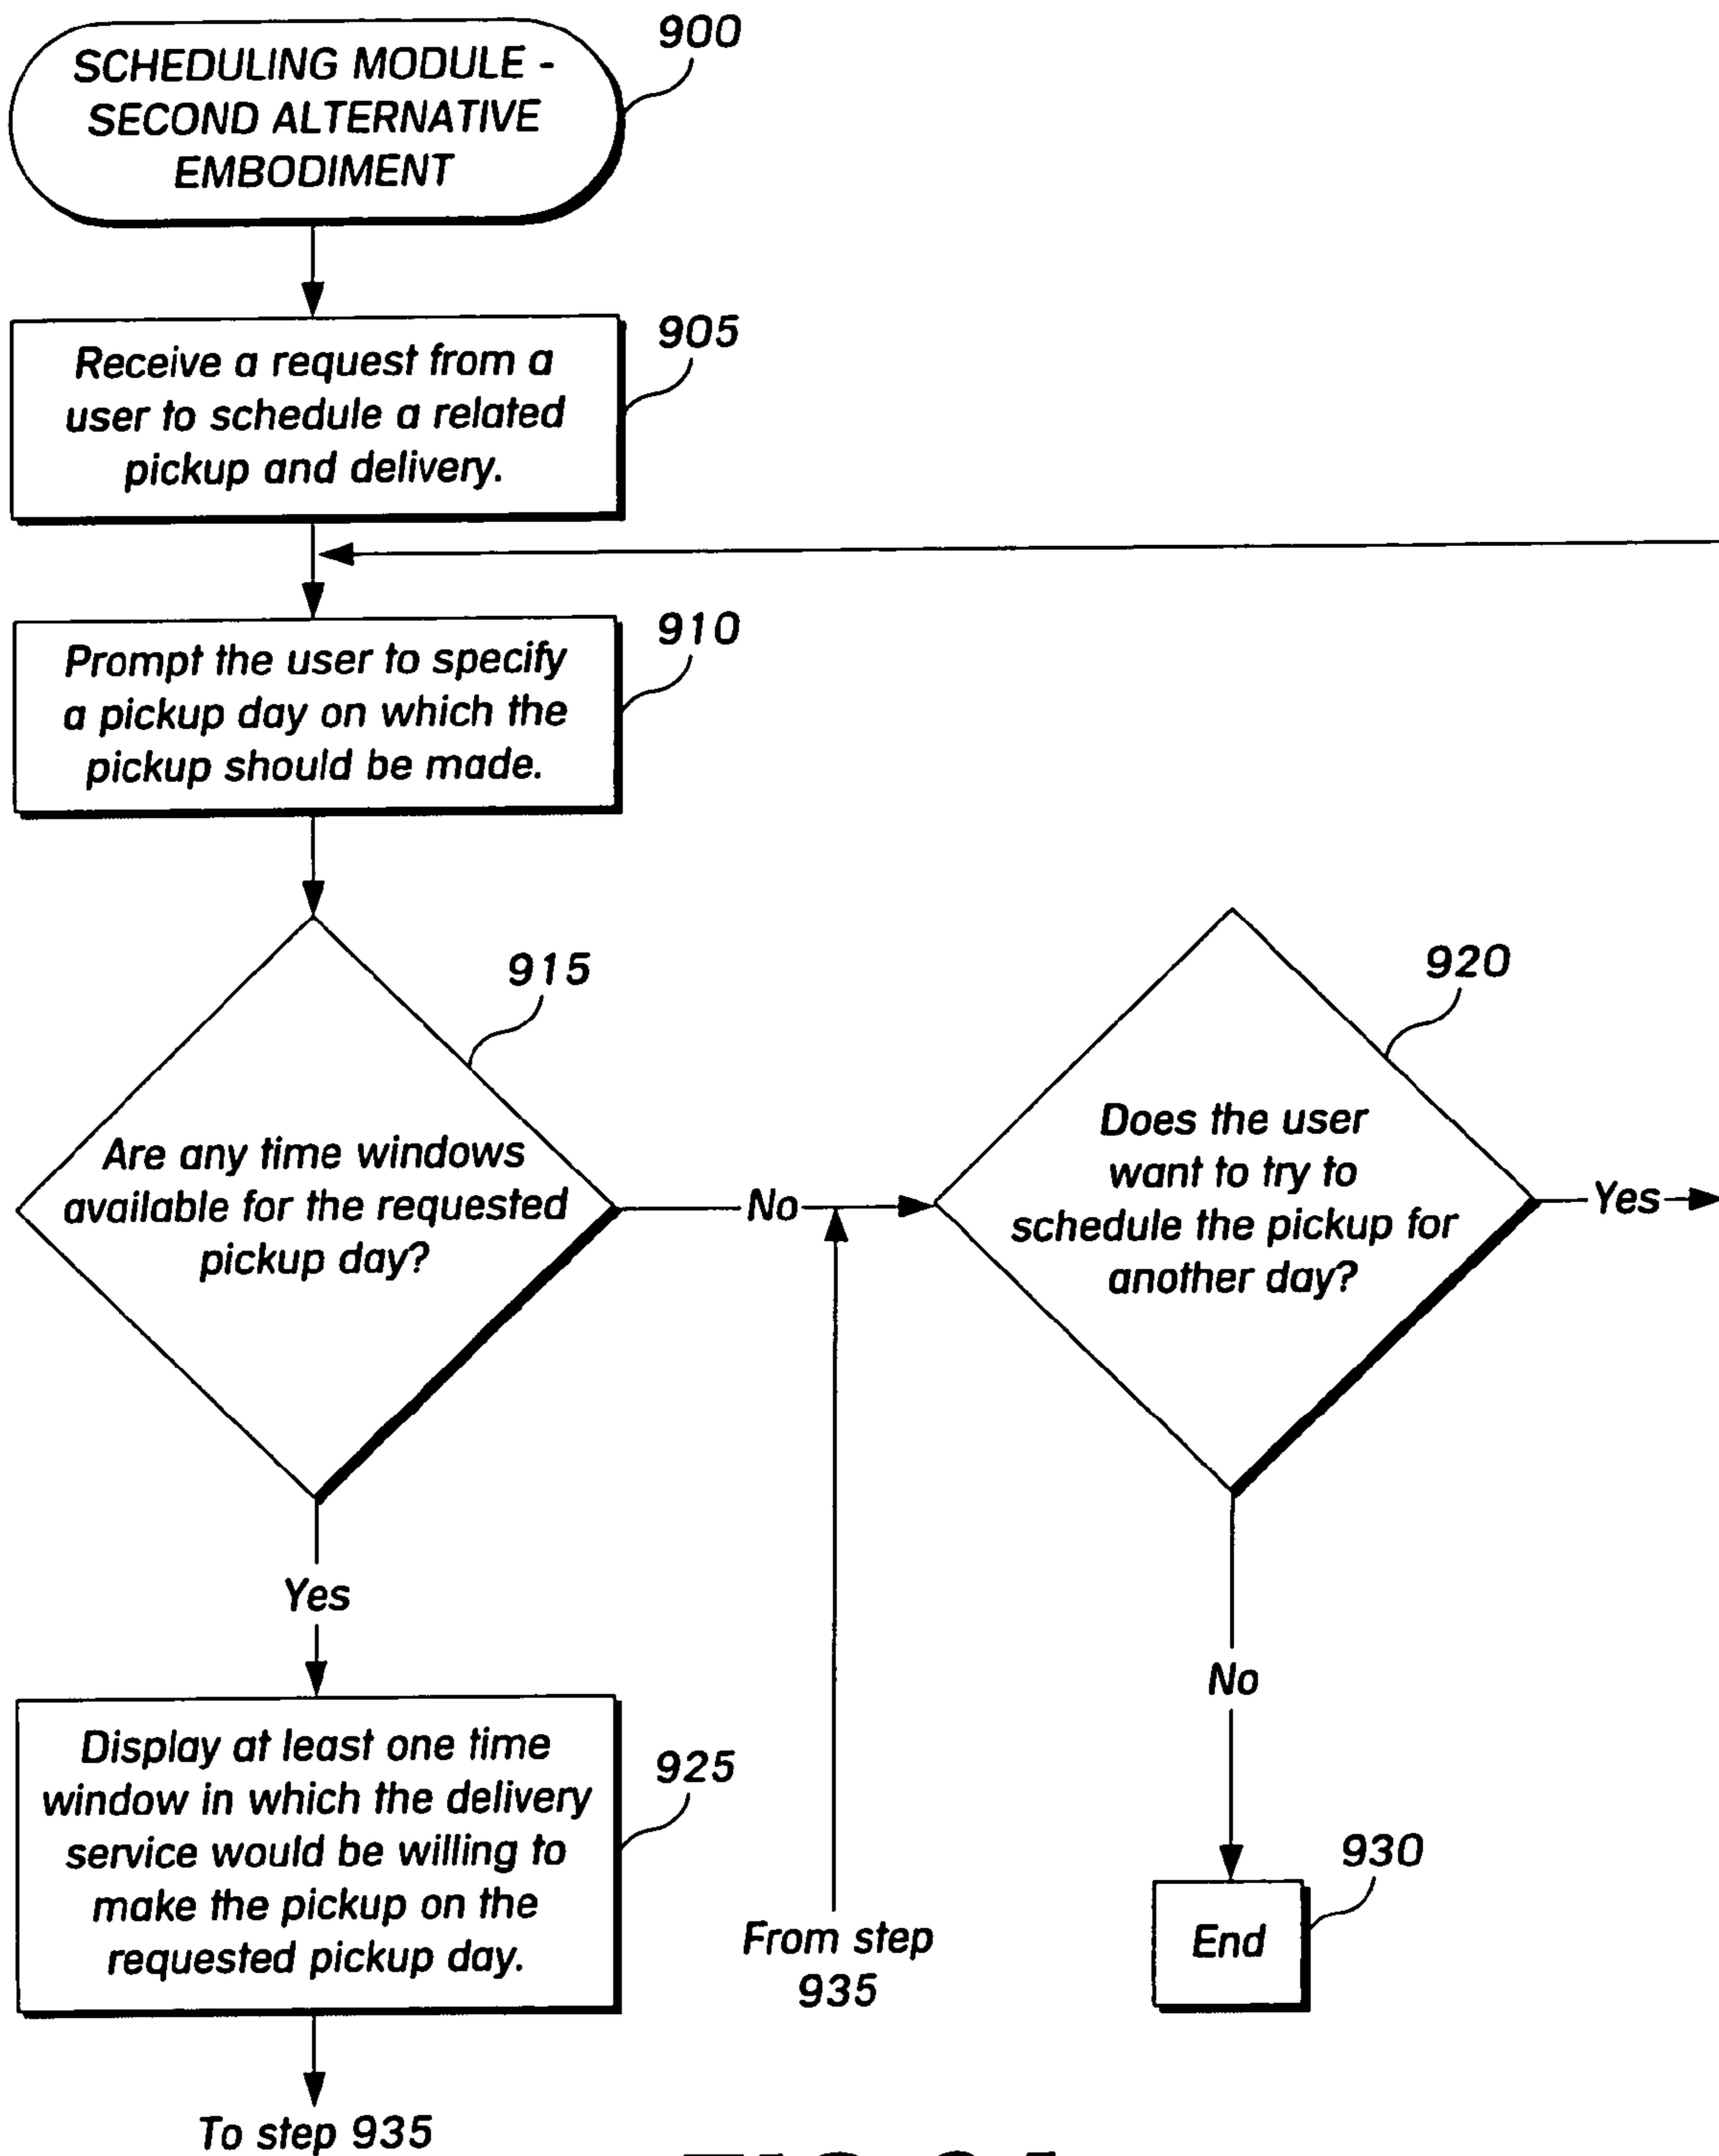 900
SCHEDULING MODULE -
SECOND ALTERNATIVE
EMBODIMENT
905
Receive a request from a
user to schedule a related
pickup and delivery.
910
Prompt the user to specify
a pickup day on which the
pickup should be made.
915
Are any time windows
available for the requested
pickup day?
No
920
Does the user
want to try to
schedule the pickup for
another day?
Yes
Yes
No
925
Display at least one time
window in which the delivery
service would be willing to
make the pickup on the
requested pickup day.
From step
935
930
End
To step 935